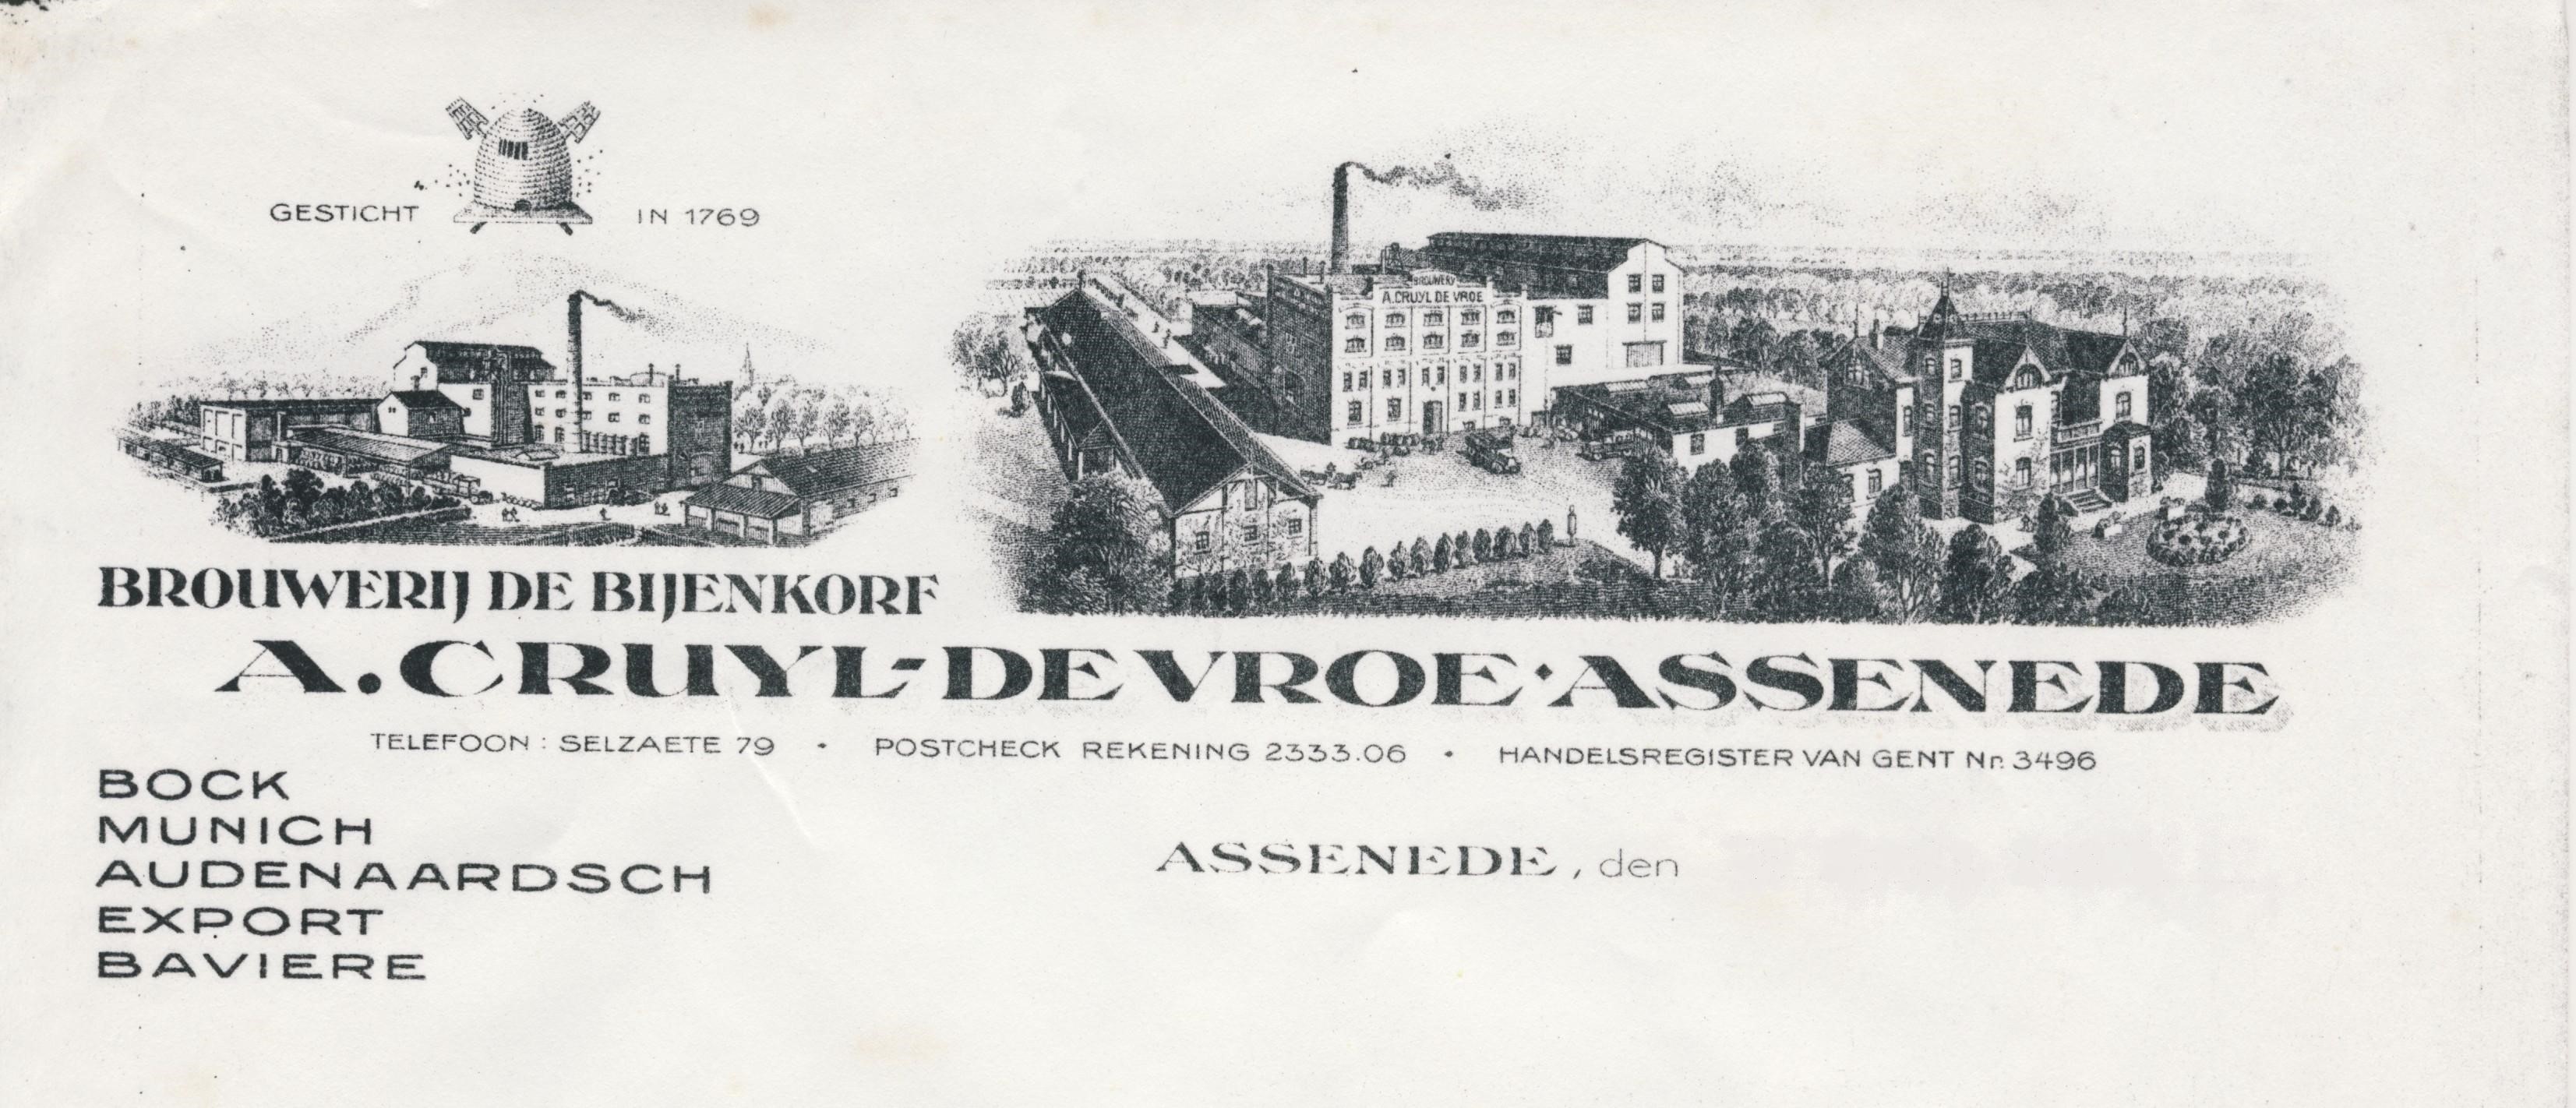 GESTICHT IN 1769
BROUWERIJ
A. CRUYL DE VROE
BROUWERIJ DE BIJENKORF
A. CRUYL-DE VROE · ASSENEDE
TELEFOON : SELZAETE 79 • POSTCHECK REKENING 2333.06 • HANDELSREGISTER VAN GENT Nr. 3496
BOCK
MUNICH
AUDENAARDSCH
EXPORT
BAVIERE
ASSENEDE, den